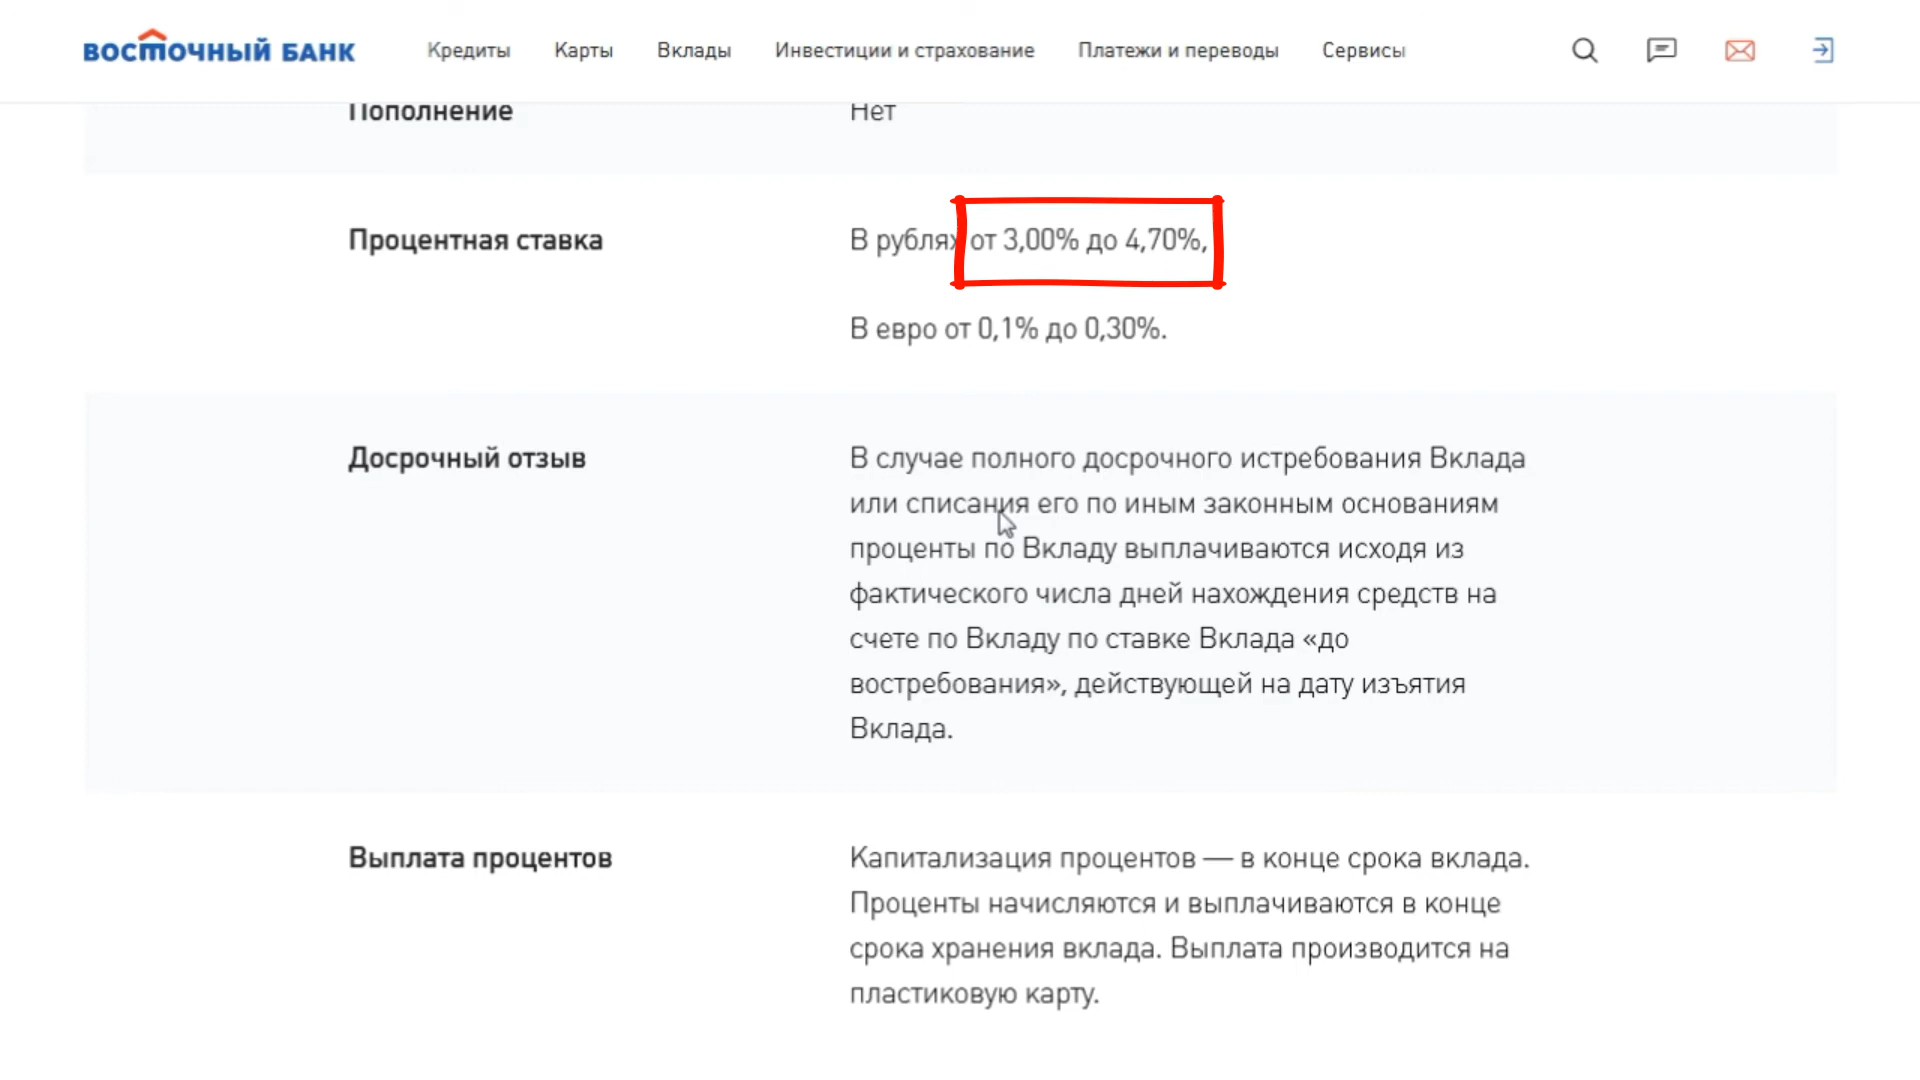 ВОСТОЧНЫЙ БАНК
Кредиты
Карты
Вклады
Инвестиции и страхование
Платежи и переводы
Сервисы
Пополнение
Нет
Процентная ставка
В рублях от 3,00% до 4,70%,
В евро от 0,1% до 0,30%.
Досрочный отзыв
В случае полного досрочного истребования Вклада
или списания его по иным законным основаниям
проценты по Вкладу выплачиваются исходя из
фактического числа дней нахождения средств на
счете по Вкладу по ставке Вклада «до
востребования», действующей на дату изъятия
Вклада.
Выплата процентов
Капитализация процентов — в конце срока вклада.
Проценты начисляются и выплачиваются в конце
срока хранения вклада. Выплата производится на
пластиковую карту.